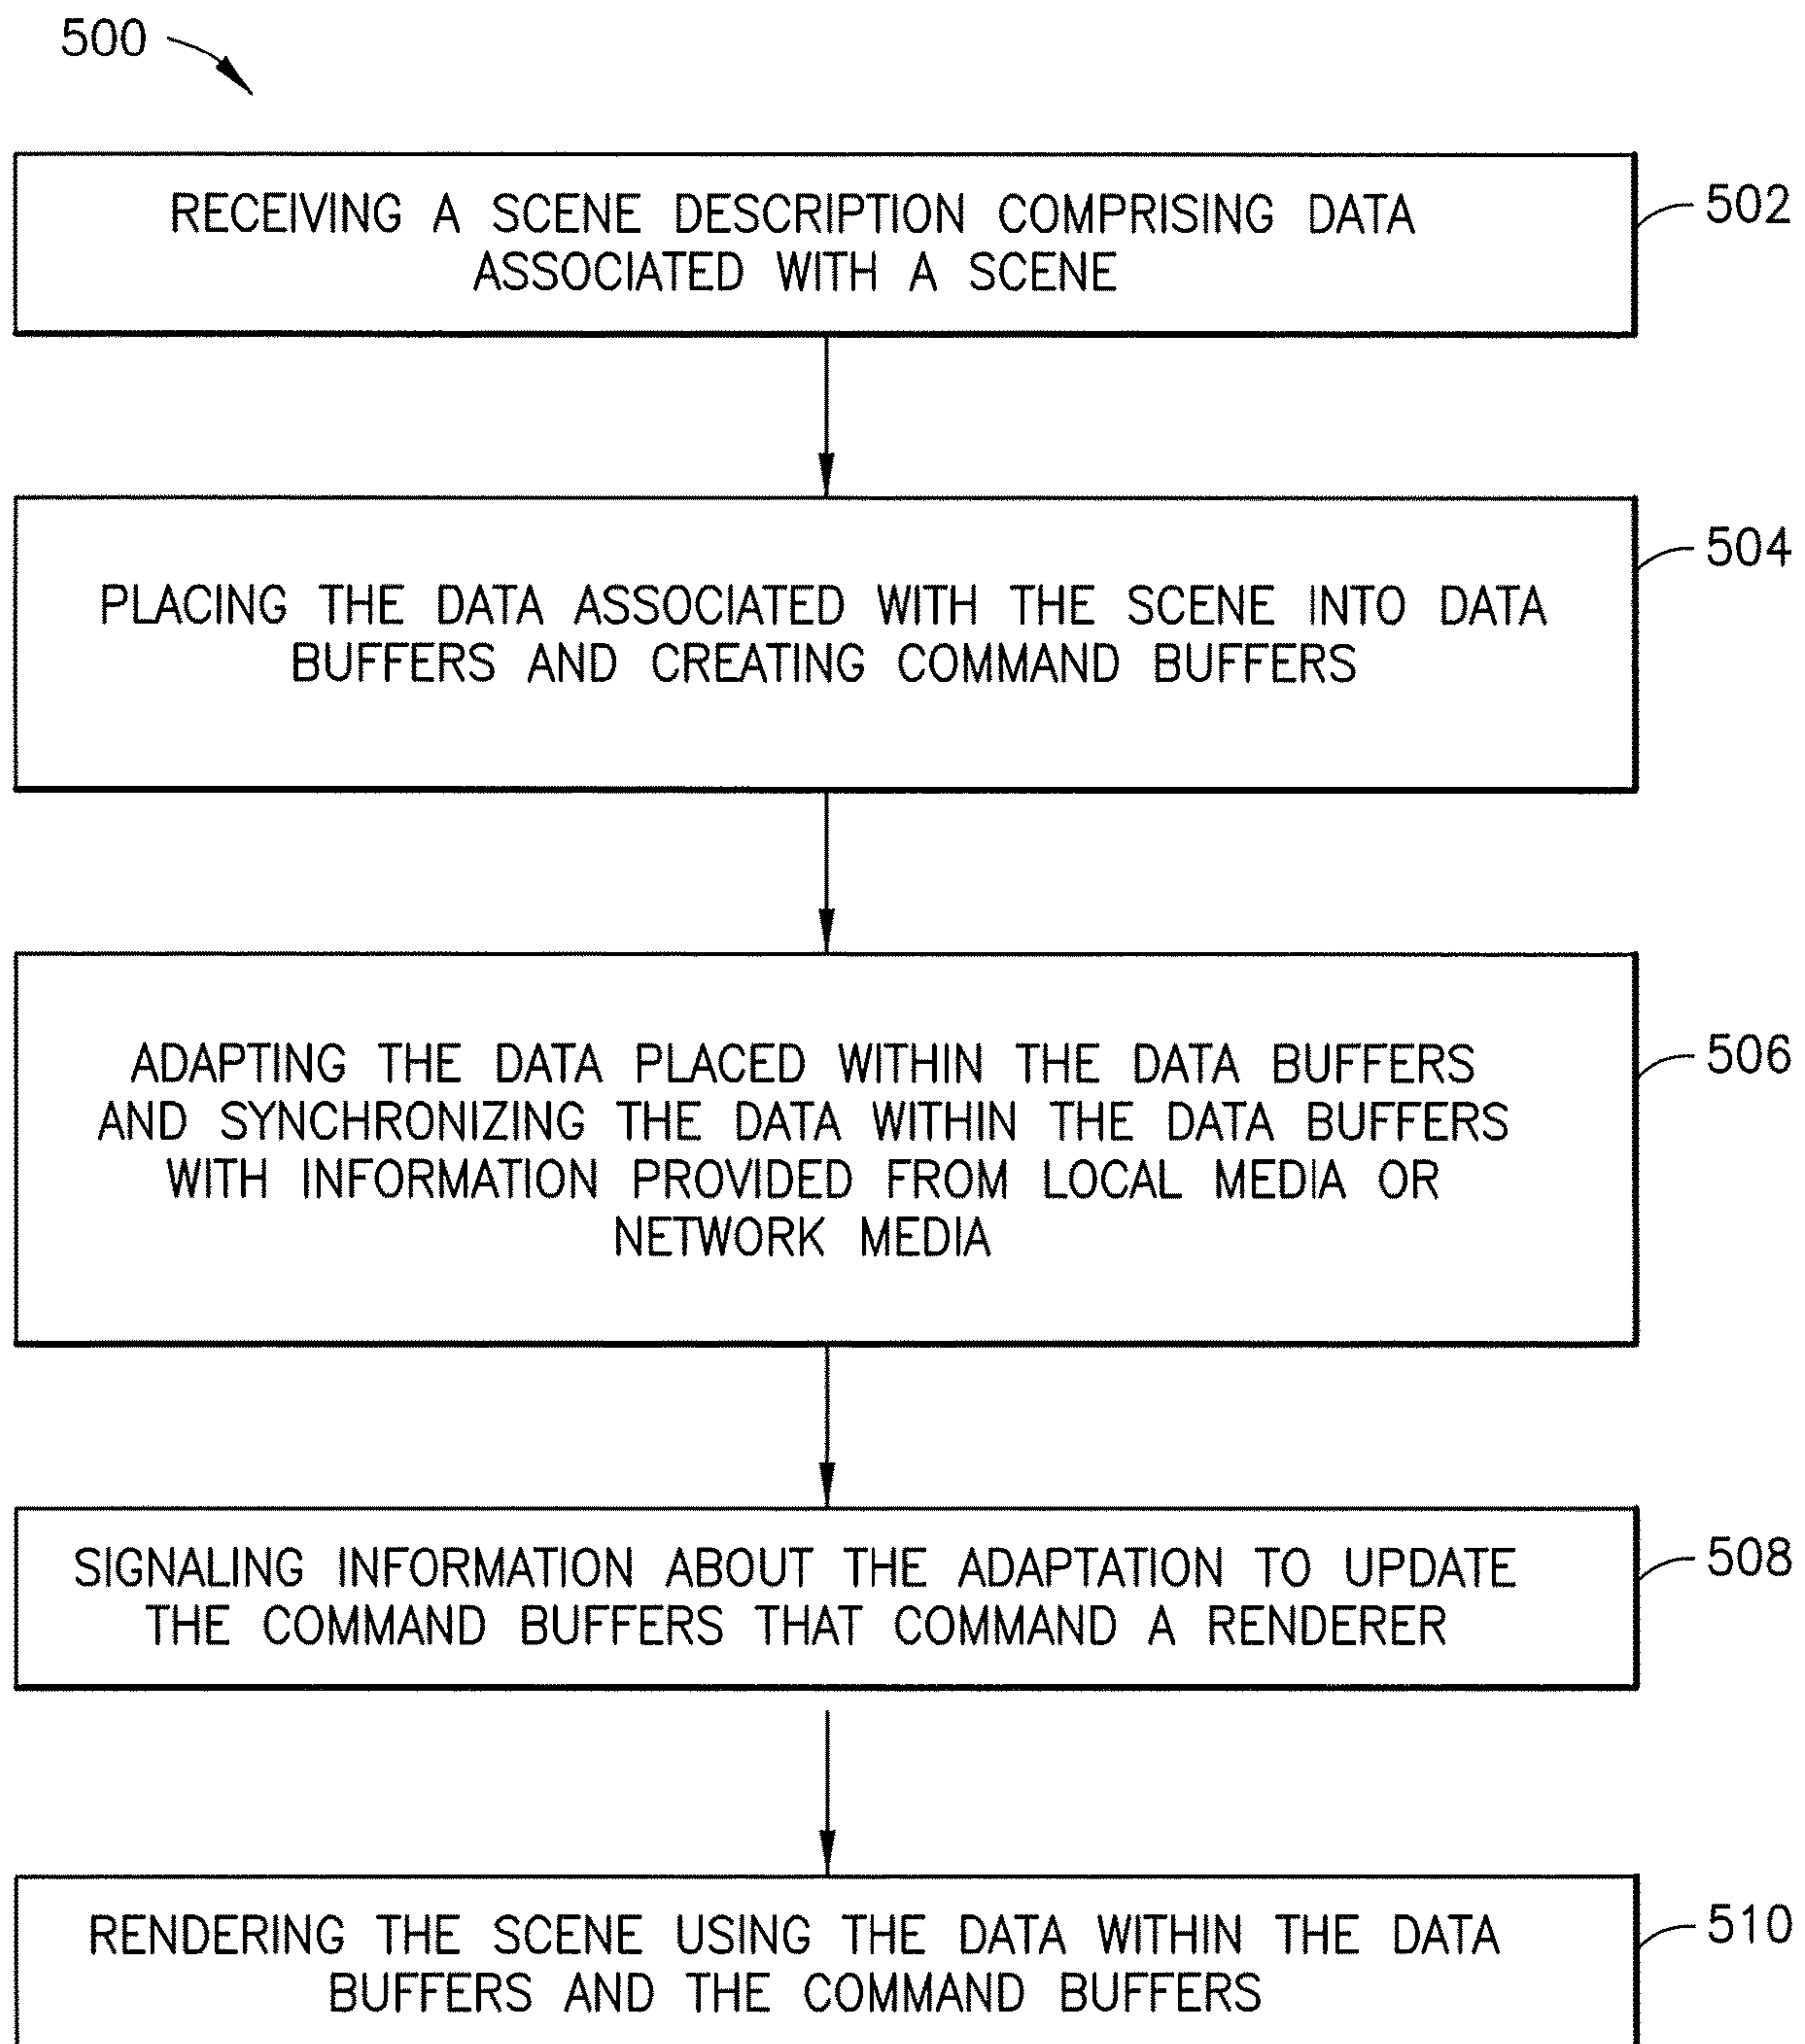 500
RECEIVING A SCENE DESCRIPTION COMPRISING DATA
ASSOCIATED WITH A SCENE
502
PLACING THE DATA ASSOCIATED WITH THE SCENE INTO DATA
BUFFERS AND CREATING COMMAND BUFFERS
504
ADAPTING THE DATA PLACED WITHIN THE DATA BUFFERS
AND SYNCHRONIZING THE DATA WITHIN THE DATA BUFFERS
WITH INFORMATION PROVIDED FROM LOCAL MEDIA OR
NETWORK MEDIA
506
SIGNALING INFORMATION ABOUT THE ADAPTATION TO UPDATE
THE COMMAND BUFFERS THAT COMMAND A RENDERER
508
RENDERING THE SCENE USING THE DATA WITHIN THE DATA
BUFFERS AND THE COMMAND BUFFERS
510